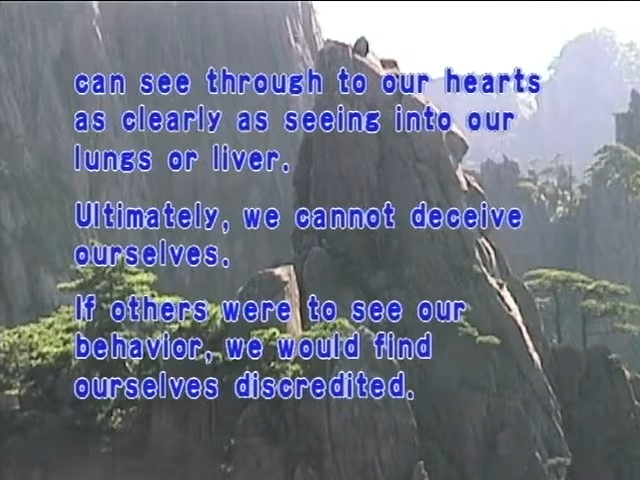 can see through to our hearts
as clearly as seeing into our
lungs or liver.
Ultimately, we cannot deceive
ourselves.
If others were to see our
behavior, we would find
ourselves discredited.